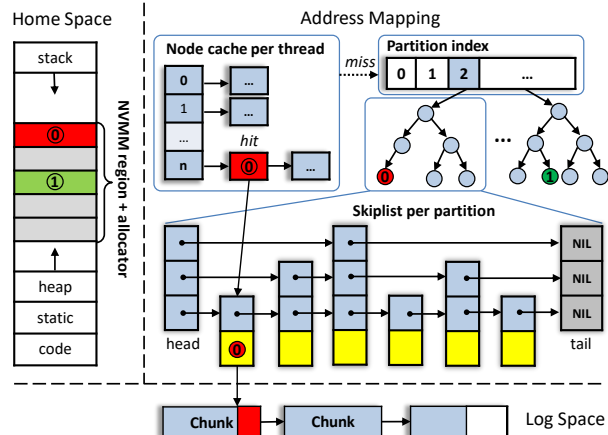 Home Space
Address Mapping
stack
⓪
①
NVMM region + allocator
heap
static
code
Node cache per thread
0
...
1
...
...
hit
n
⓪
...
miss
Partition index
0 1 2 ...
...
0
1
Skiplist per partition
NIL
NIL
NIL
head
0
tail
Chunk
Chunk
Log Space